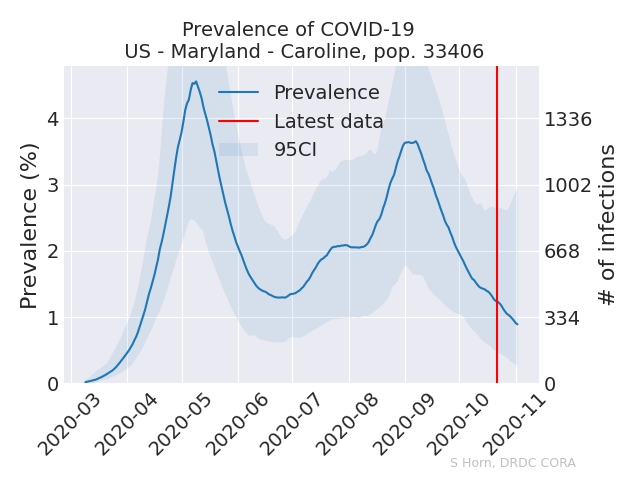 Prevalence of COVID-19
US - Maryland - Caroline, pop. 33406
Prevalence
Latest data
95CI
Prevalence (%)
4
3
2
1
0
1336
1002
668
334
0
# of infections
2020-03
2020-04
2020-05
2020-06
2020-07
2020-08
2020-09
2020-10
2020-11
S Horn, DRDC CORA